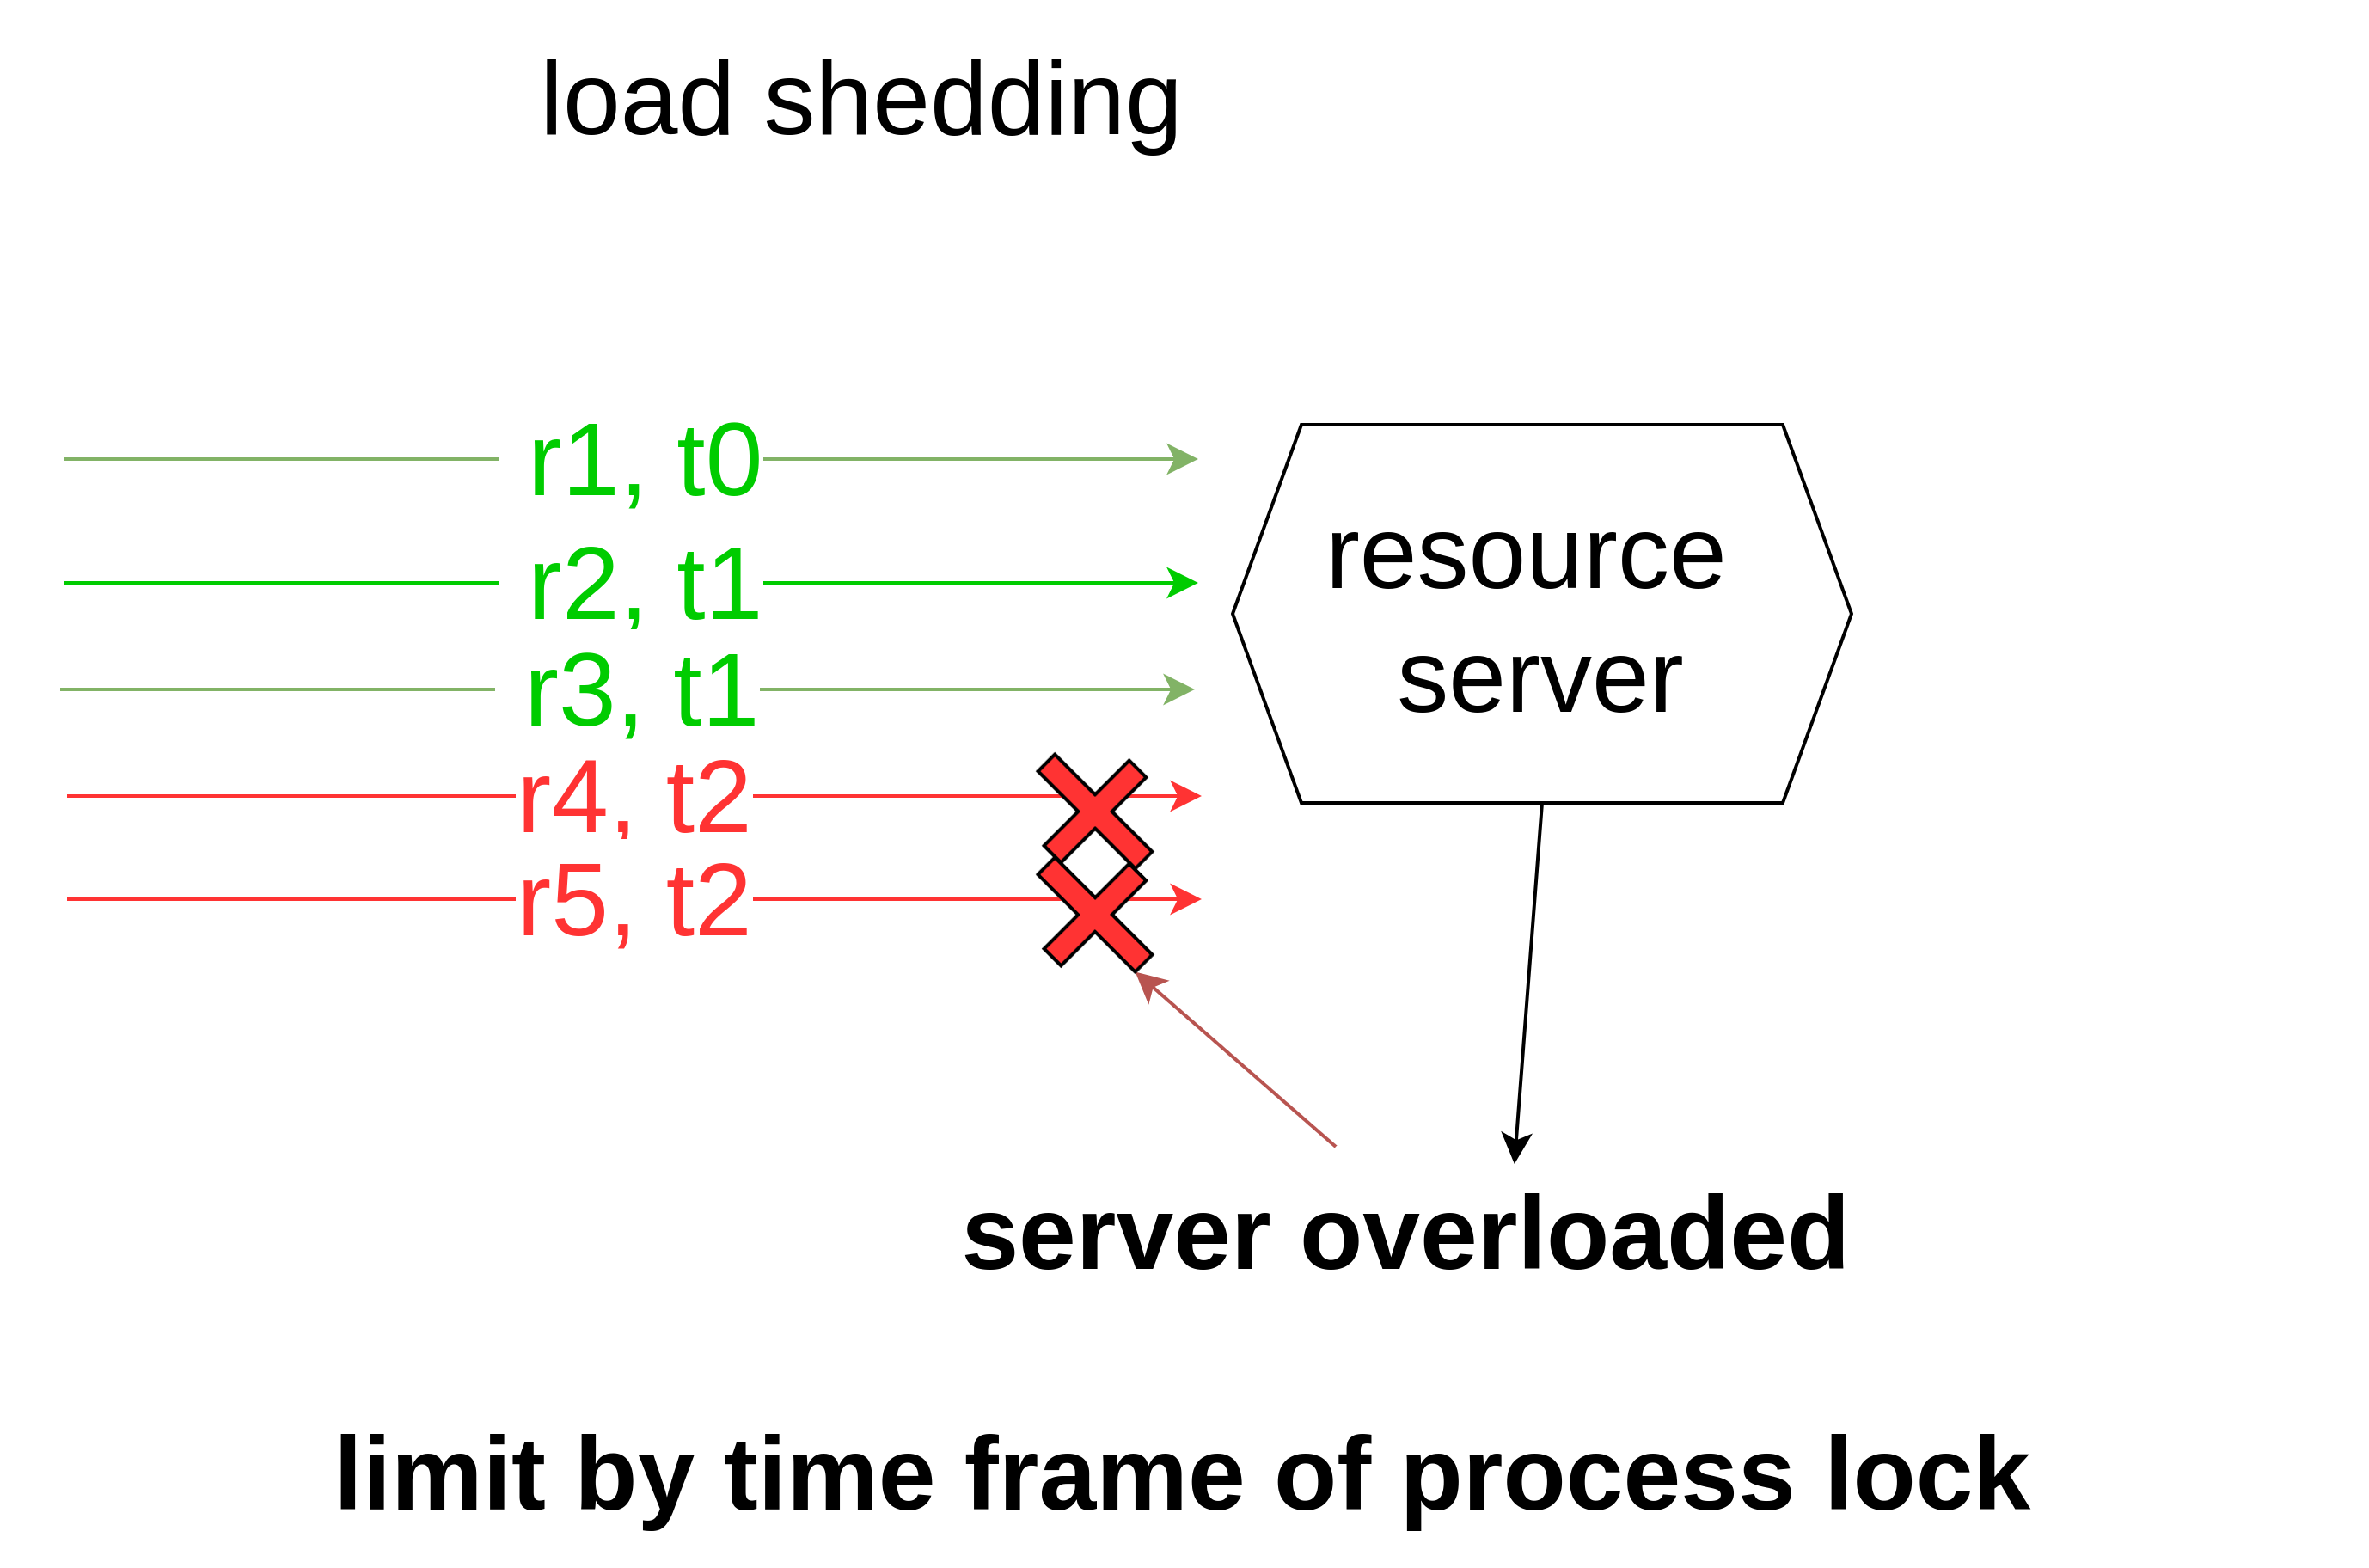 load shedding
r1, t0
r2, t1
r3, t1
r4, t2
r5, t2
resource
server
server overloaded
limit by time frame of process lock